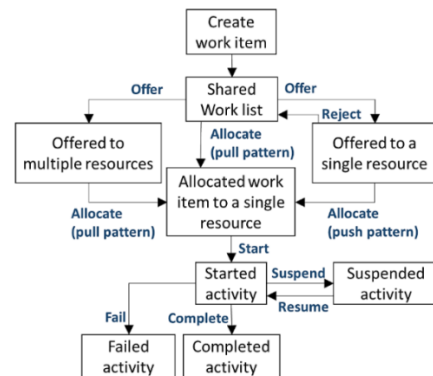 Create
work item
Offer
Shared
Work list
Offer
Reject
Offered to
multiple resources
Allocate
(pull pattern)
Offered to a
single resource
Allocated work
item to a single
resource
Allocate
(pull pattern)
Allocate
(push pattern)
Start
Started
activity
Suspend
Resume
Suspended
activity
Fail
Complete
Failed
activity
Completed
activity